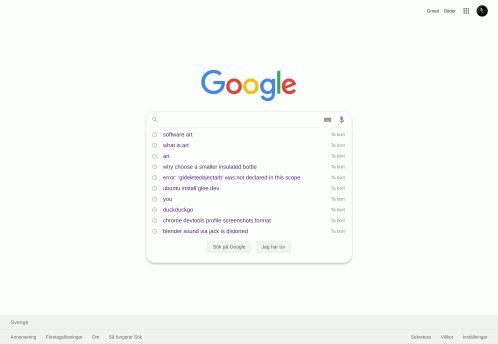 Gmail Bilder
Google
software art Ta bort
what is art Ta bort
art Ta bort
why choose a smaller insulated bottle Ta bort
error: 'gldeleteobjectarb' was not declared in this scope Ta bort
ubuntu install glee dev Ta bort
you Ta bort
duckduckgo Ta bort
chrome devtools profile screenshots format Ta bort
blender sound via jack is distorted Ta bort
Sök på Google Jag har tur
Sverige
Annonsering Företagslösningar Om Så fungerar Sök Sekretess Villkor Inställningar